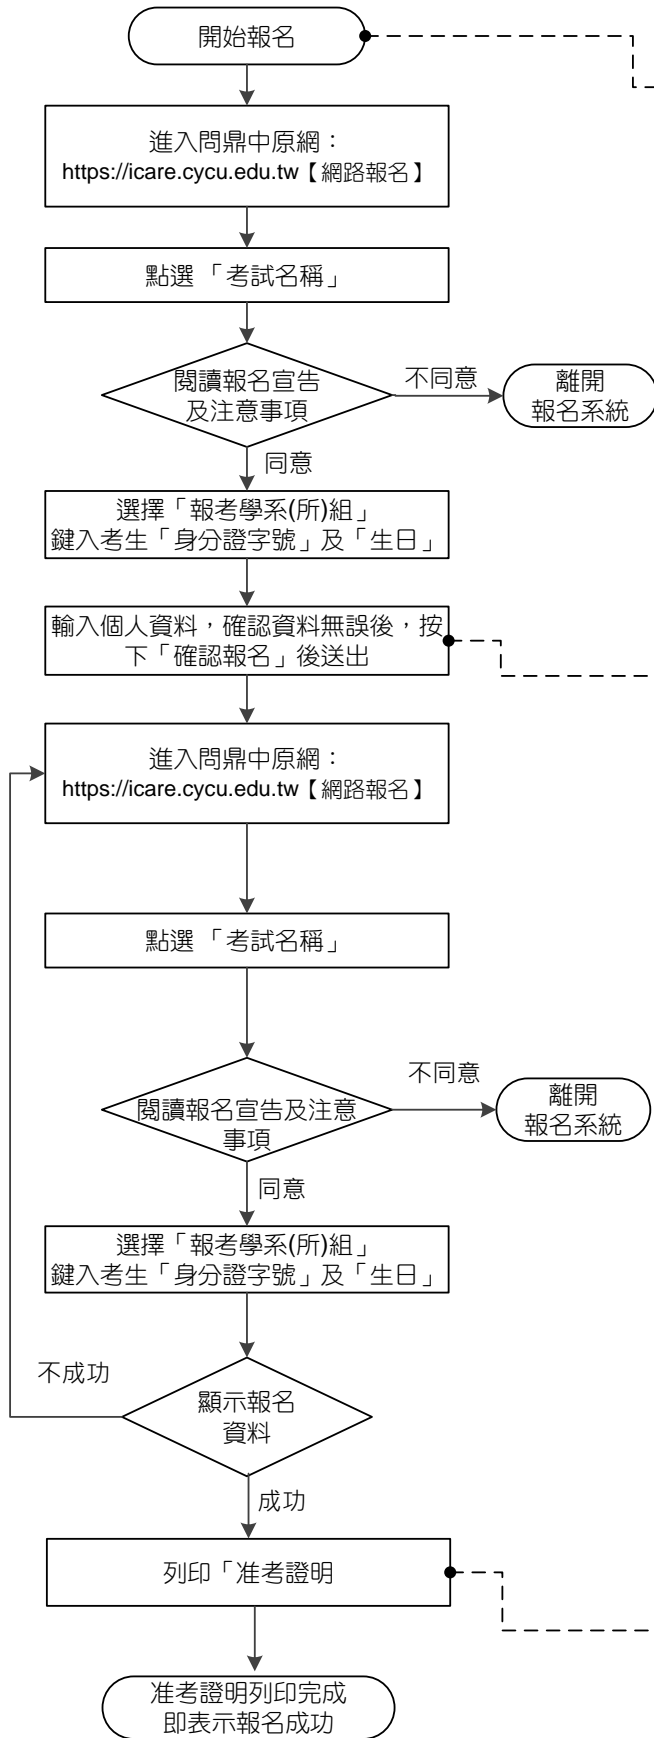 開始報名
進入問鼎中原網：
https://icare.cycu.edu.tw【網路報名】
點選 「考試名稱」
閱讀報名宣告
及注意事項
不同意
離開
報名系統
同意
選擇「報考學系(所)組」
鍵入考生「身分證字號」及「生日」
輸入個人資料，確認資料無誤後，按
下「確認報名」後送出
進入問鼎中原網：
https://icare.cycu.edu.tw【網路報名】
點選 「考試名稱」
閱讀報名宣告及注意
事項
不同意
離開
報名系統
同意
選擇「報考學系(所)組」
鍵入考生「身分證字號」及「生日」
不成功
顯示報名
資料
成功
列印「准考證明
准考證明列印完成
即表示報名成功